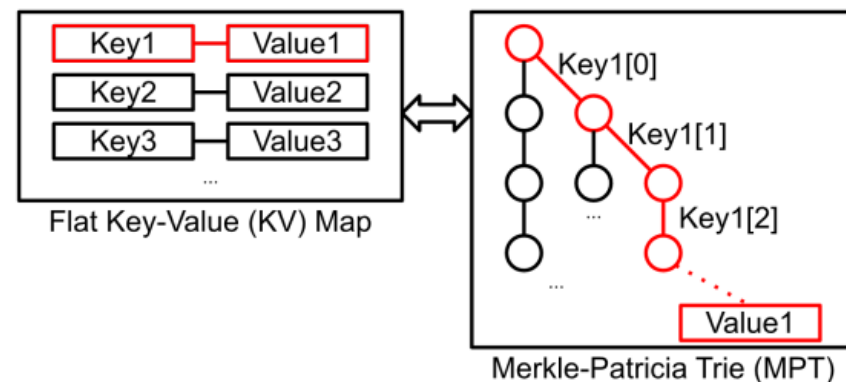 Key1 Value1
Key2 Value2
Key3 Value3
...
Flat Key-Value (KV) Map
Key1[0]
Key1[1]
Key1[2]
...
...
Value1
Merkle-Patricia Trie (MPT)